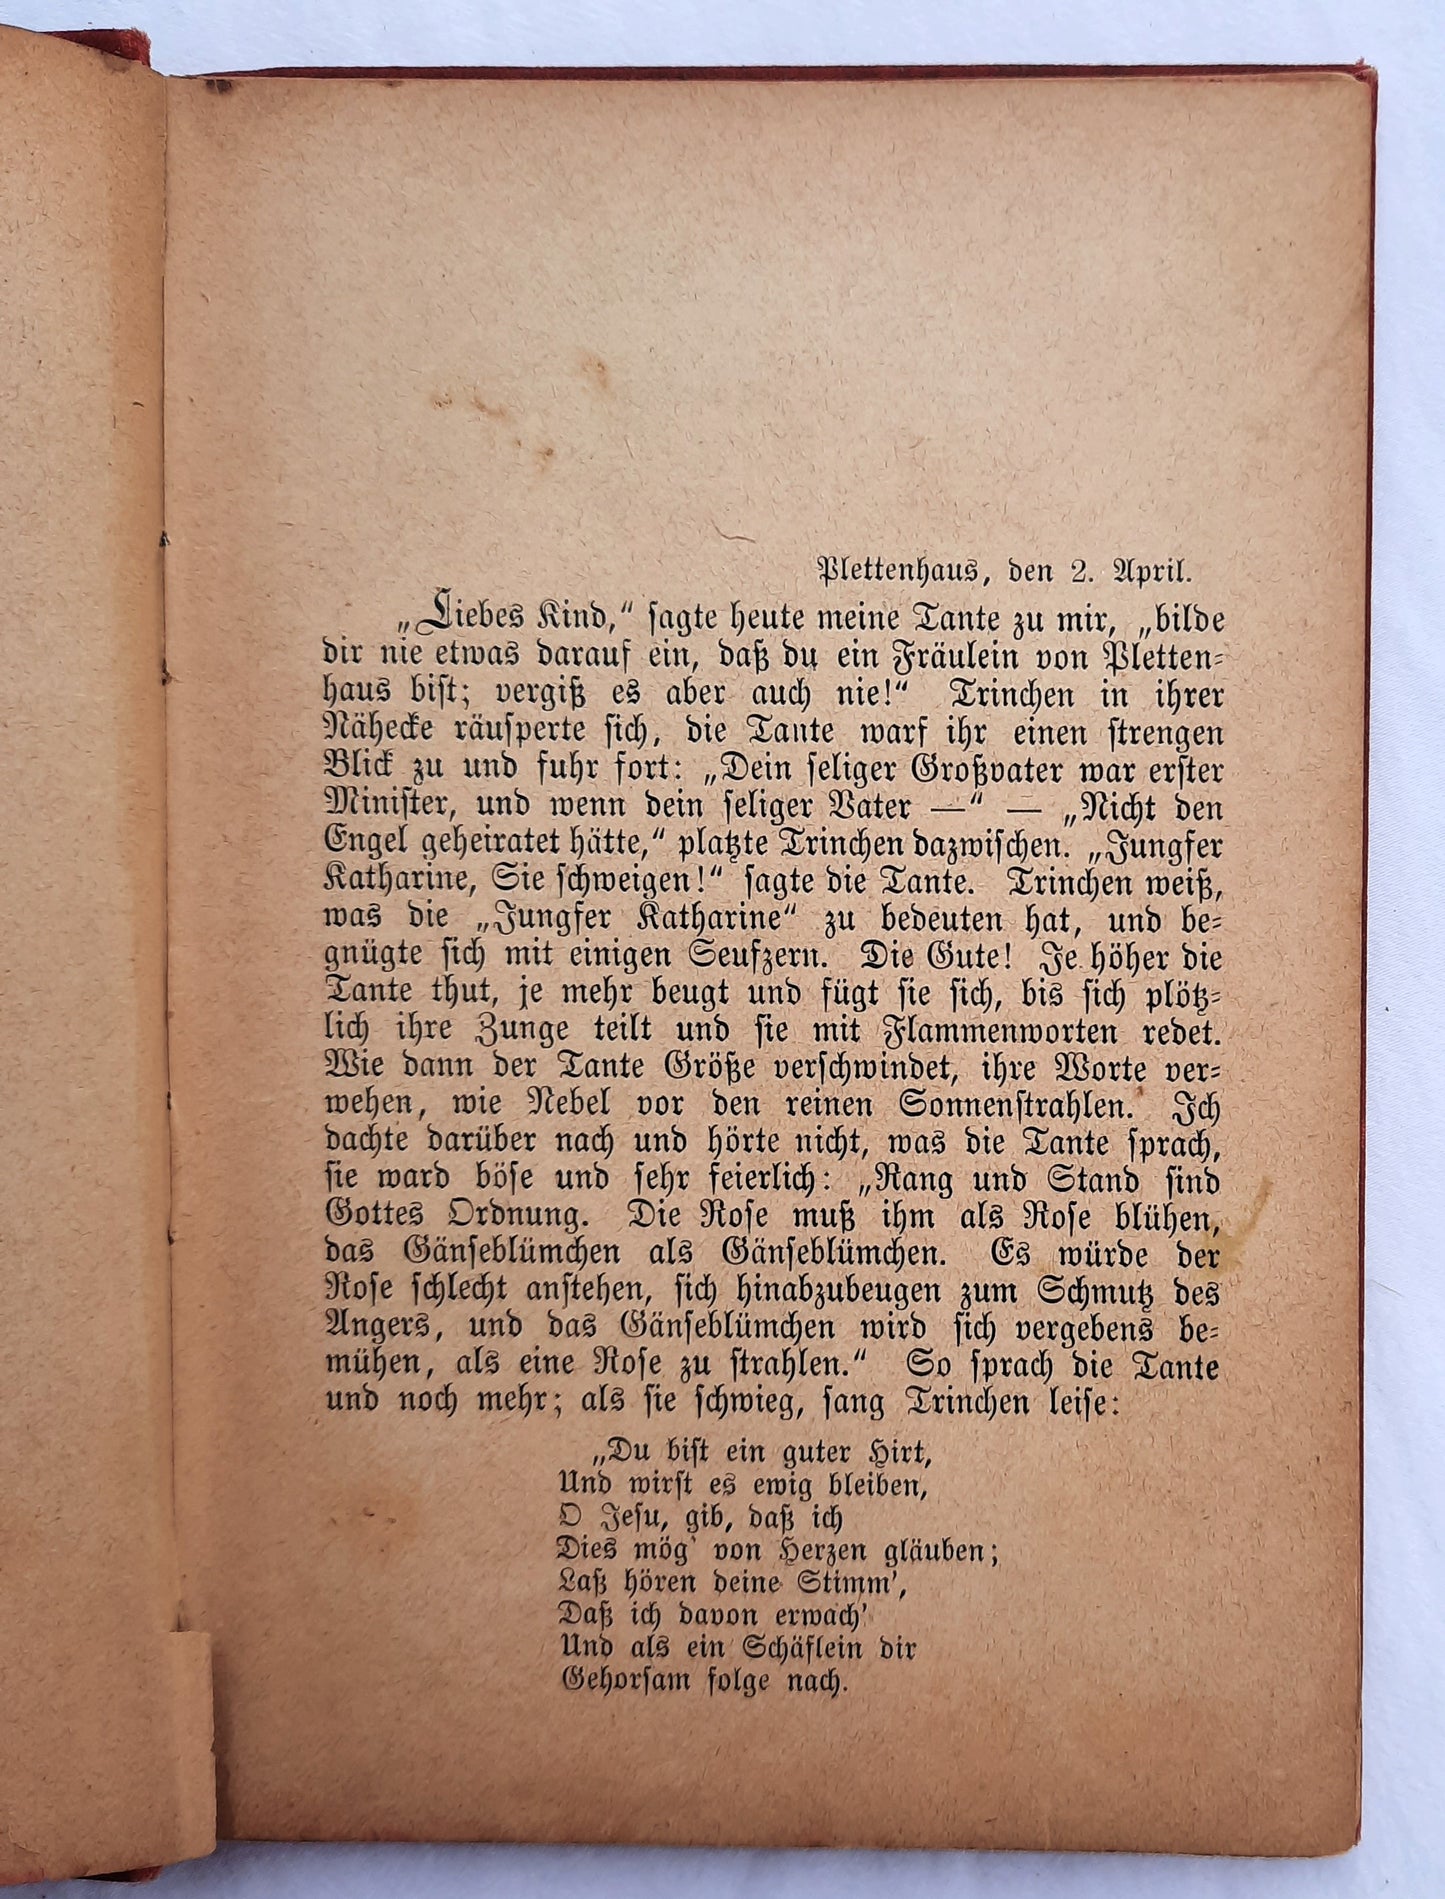 Plettenhaus, den 2. April.
„Liebes Kind,“ sagte heute meine Tante zu mir, „bilde
dir nie etwas darauf ein, daß du ein Fräulein von Pletten-
haus bist; vergiß es aber auch nie!“ Trinchen in ihrer
Nähecke räusperte sich, die Tante warf ihr einen strengen
Blick zu und fuhr fort: „Dein seliger Großvater war erster
Minister, und wenn dein seliger Vater —“ — „Nicht den
Engel geheiratet hätte,“ platzte Trinchen dazwischen. „Jungfer
Katharine, Sie schweigen!“ sagte die Tante. Trinchen weiß,
was die „Jungfer Katharine“ zu bedeuten hat, und be-
gnügte sich mit einigen Seufzern. Die Gute! Je höher die
Tante thut, je mehr beugt und fügt sie sich, bis sich plötz-
lich ihre Zunge teilt und sie mit Flammenworten redet.
Wie dann der Tante Größe verschwindet, ihre Worte ver-
wehen, wie Nebel vor den reinen Sonnenstrahlen. Ich
dachte darüber nach und hörte nicht, was die Tante sprach,
sie ward böse und sehr feierlich: „Rang und Stand sind
Gottes Ordnung. Die Rose muß ihm als Rose blühen,
das Gänseblümchen als Gänseblümchen. Es würde der
Rose schlecht anstehen, sich hinabzubeugen zum Schmutz des
Angers, und das Gänseblümchen wird sich vergebens be-
mühen, als eine Rose zu strahlen.“ So sprach die Tante
und noch mehr; als sie schwieg, sang Trinchen leise:
„Du bist ein guter Hirt,
Und wirst es ewig bleiben,
O Jesu, gib, daß ich
Dies mög' von Herzen gläuben;
Laß hören deine Stimm',
Daß ich davon erwach'
Und als ein Schäflein dir
Gehorsam folge nach.